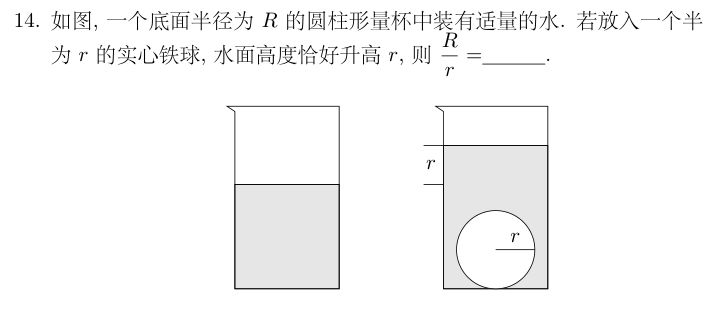 14. 如图, 一个底面半径为 R 的圆柱形量杯中装有适量的水. 若放入一个半
为 r 的实心铁球, 水面高度恰好升高 r, 则 \frac{R}{r} =______.
r
r